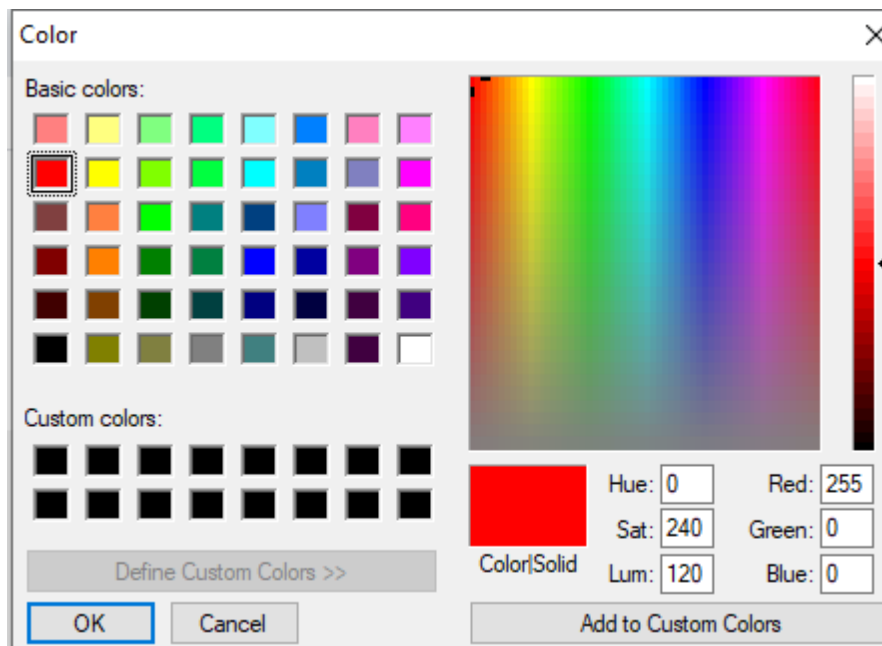 Color
Basic colors:
Custom colors:
Define Custom Colors >>
OK Cancel
Color|Solid
Hue: 0 Red: 255
Sat: 240 Green: 0
Lum: 120 Blue: 0
Add to Custom Colors